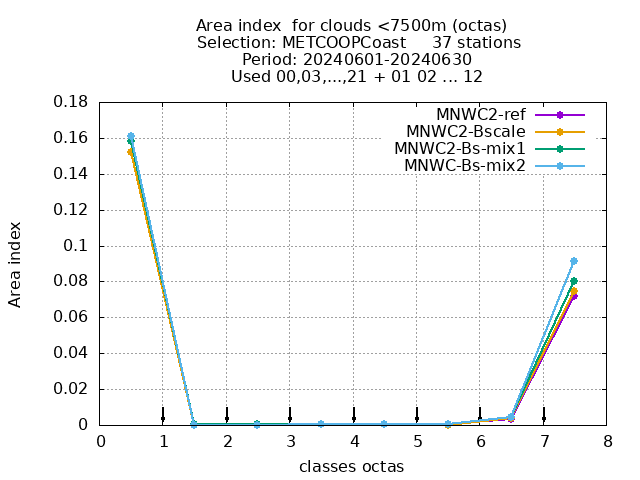 Area index  for clouds <7500m (octas)
Selection: METCOOPCoast     37 stations
Period: 20240601-20240630
Used 00,03,...,21 + 01 02 ... 12
MNWC2-ref
MNWC2-Bscale
MNWC2-Bs-mix1
MNWC-Bs-mix2
Area index
0.18
0.16
0.14
0.12
0.1
0.08
0.06
0.04
0.02
0
0 1 2 3 4 5 6 7 8
classes octas